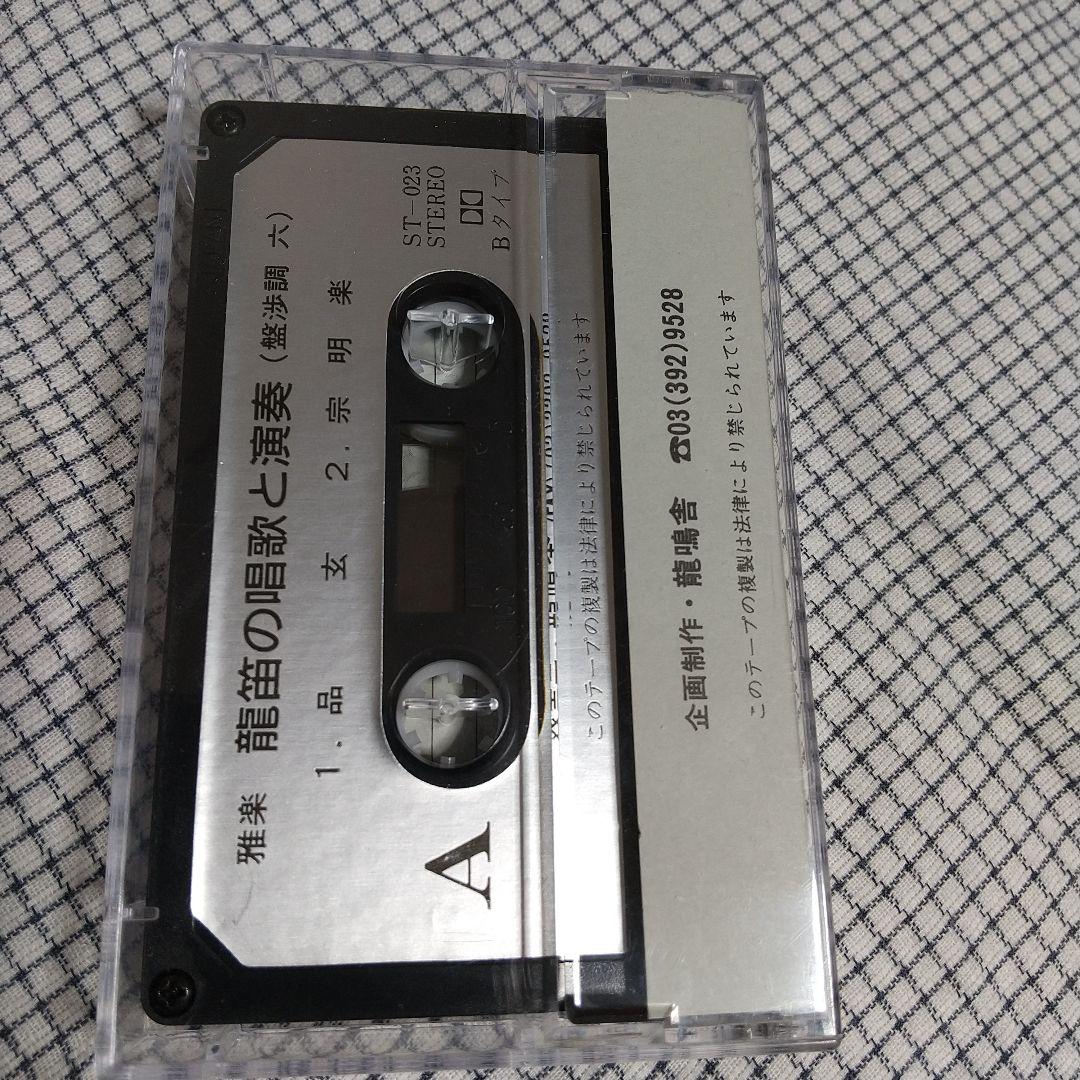 雅楽 龍笛の唱歌と演奏(盤渉調 六)
1. 品 玄 2. 宗 明 楽
A
ST-023
STEREO
Bタイプ
このテープの複製は法律により禁じられています
企画制作・龍鳴舎 ☎03(392)9528
このテープの複製は法律により禁じられています